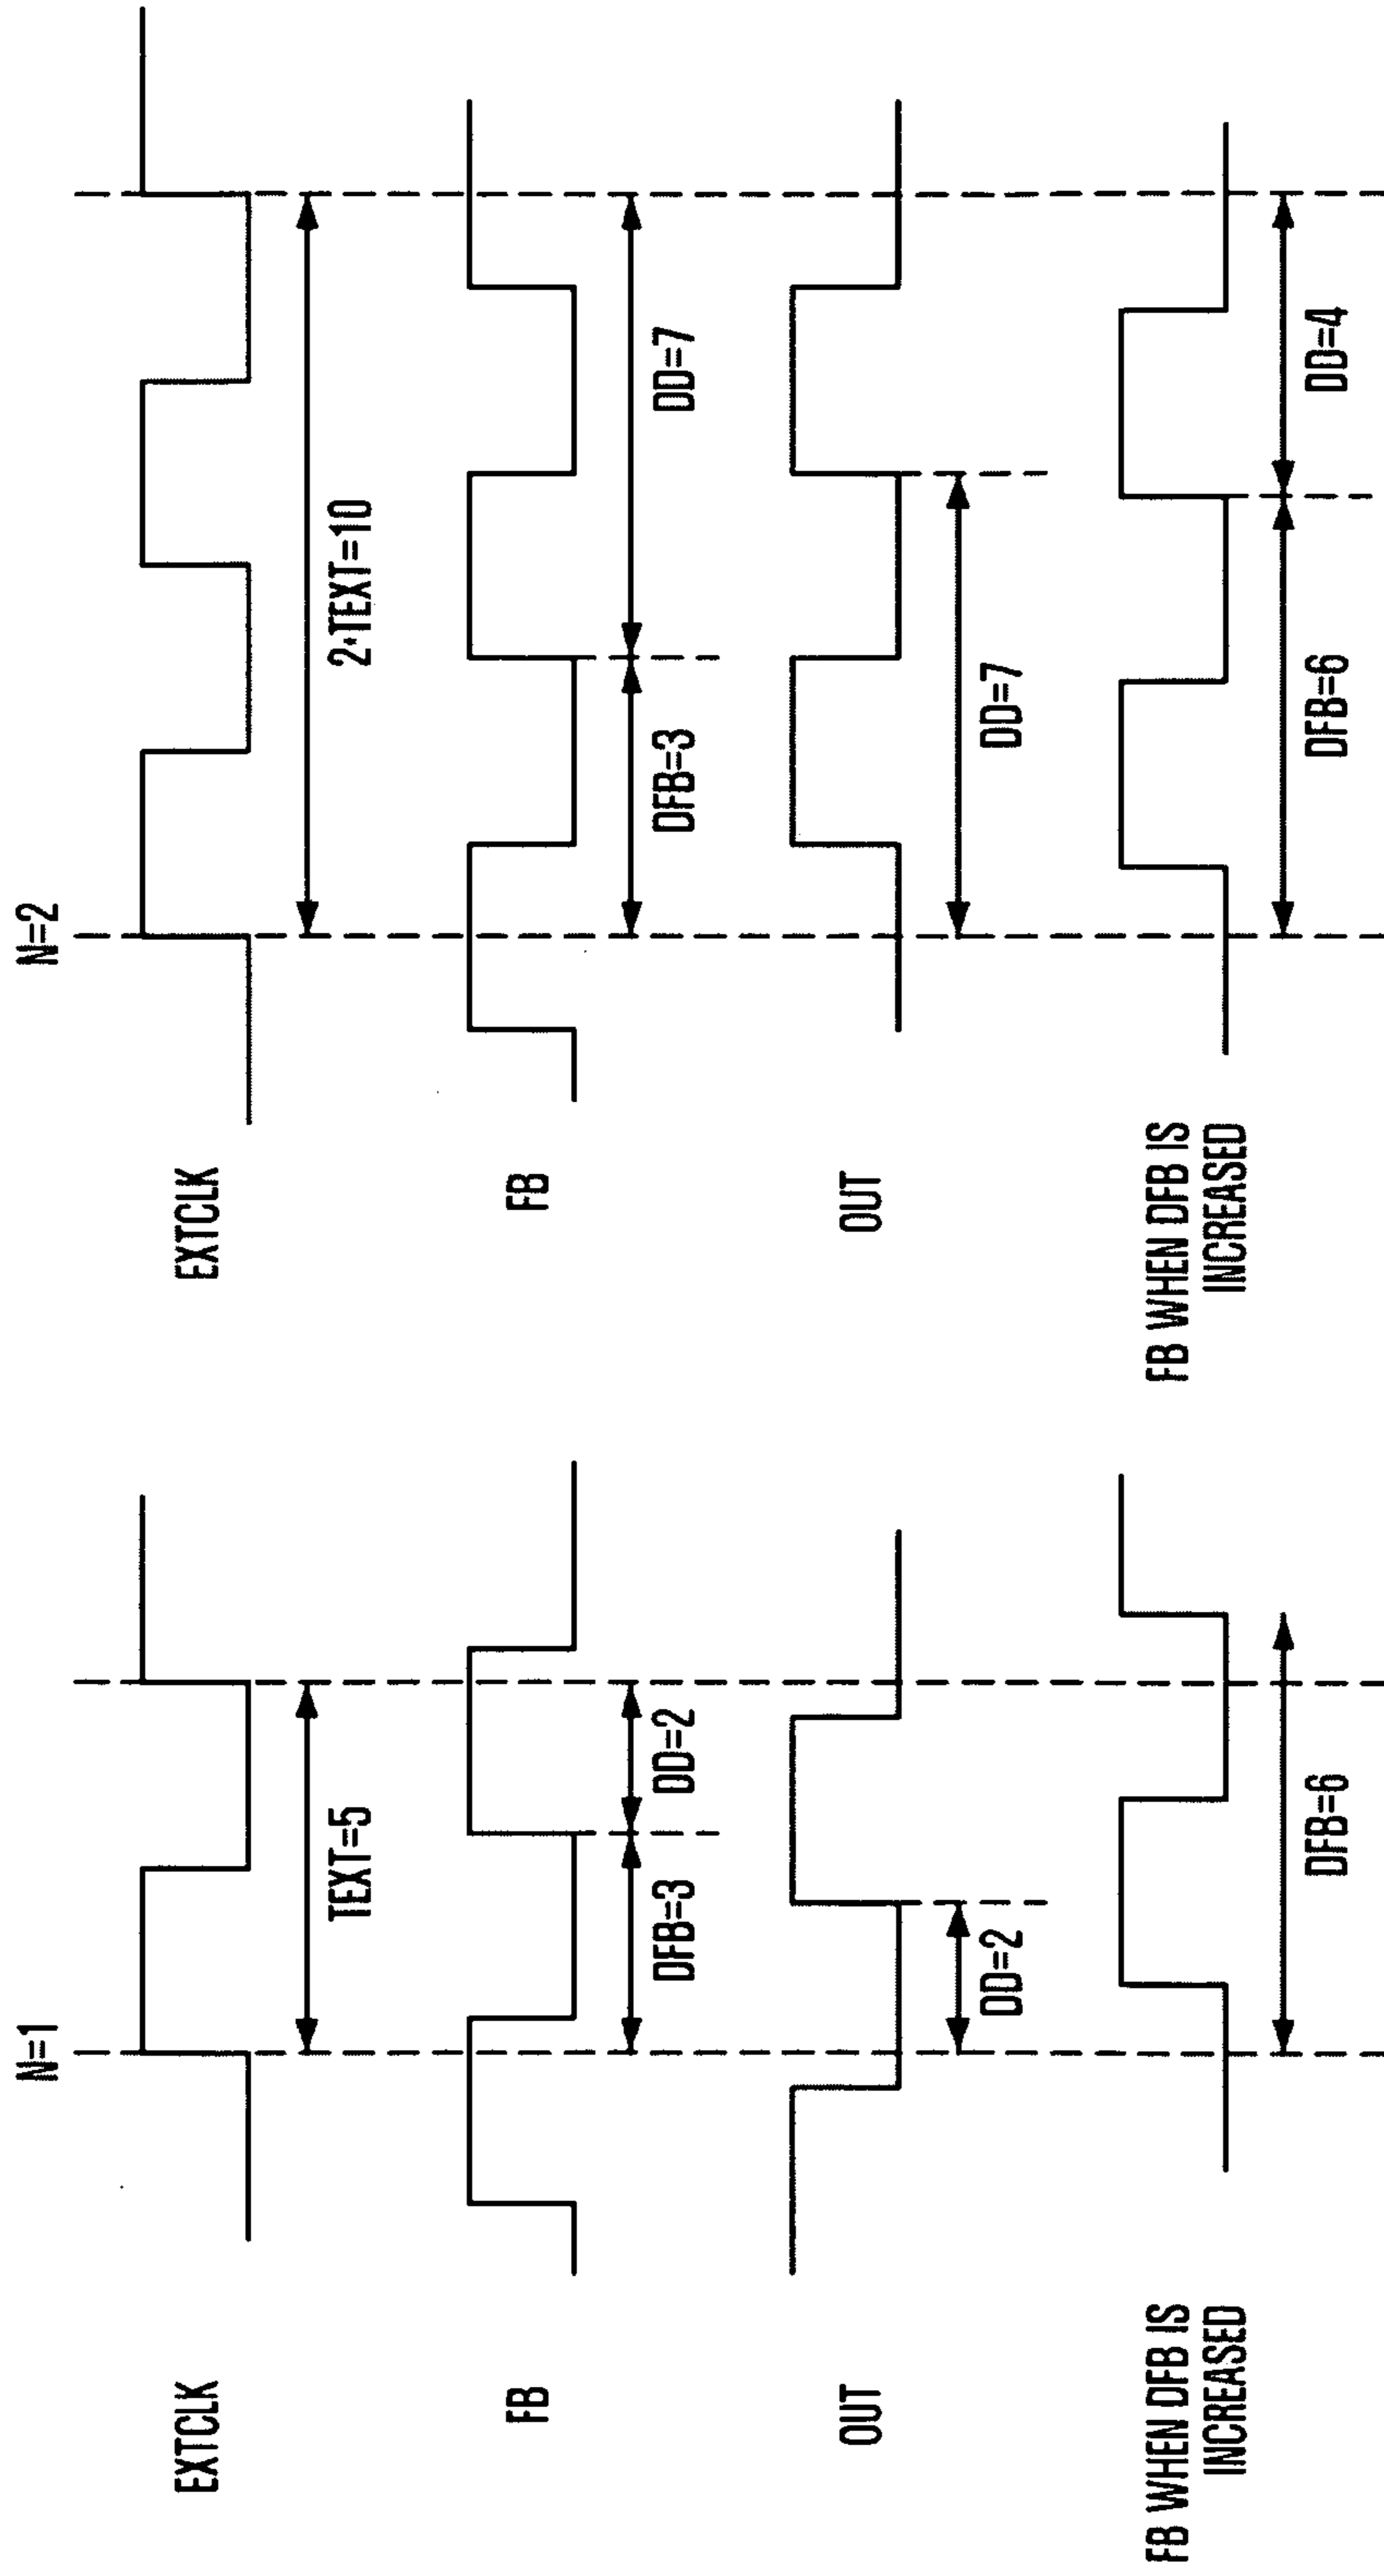 N=1
EXTCLK
TEXT=5
FB
DFB=3
DD=2
OUT
DD=2
FB WHEN DFB IS
INCREASED
DFB=6
N=2
EXTCLK
2·TEXT=10
FB
DFB=3
DD=7
OUT
DD=7
FB WHEN DFB IS
INCREASED
DFB=6
DD=4